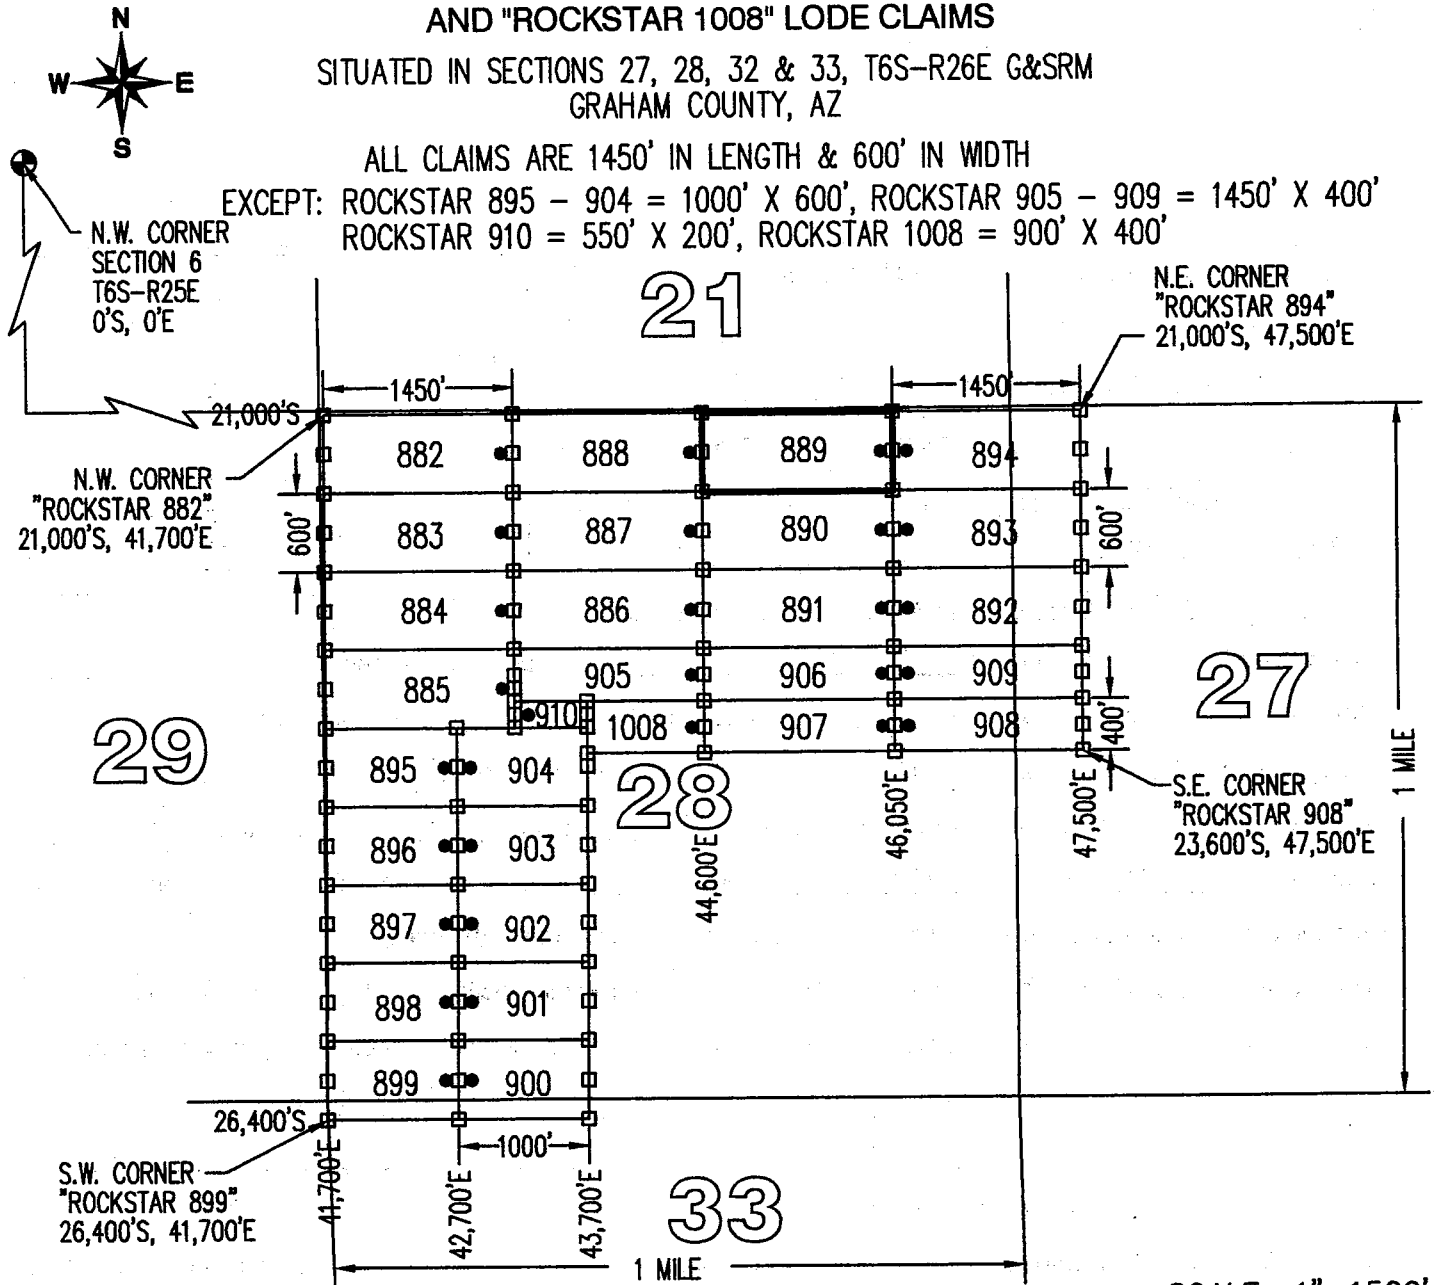 N
W E
S
AND "ROCKSTAR 1008" LODE CLAIMS
SITUATED IN SECTIONS 27, 28, 32 & 33, T6S-R26E G&SRM
GRAHAM COUNTY, AZ
ALL CLAIMS ARE 1450' IN LENGTH & 600' IN WIDTH
EXCEPT: ROCKSTAR 895 - 904 = 1000' X 600', ROCKSTAR 905 - 909 = 1450' X 400'
ROCKSTAR 910 = 550' X 200', ROCKSTAR 1008 = 900' X 400'
N.W. CORNER
SECTION 6
T6S-R25E
0'S, 0'E
21
N.E. CORNER
"ROCKSTAR 894"
21,000'S, 47,500'E
1450' 1450'
21,000'S
882 888 889 894
N.W. CORNER
"ROCKSTAR 882"
21,000'S, 41,700'E
600' 883 887 890 893 600'
884 886 891 892
885 905 906 909
27
910 1008 907 908 400'
29
895 904
28
S.E. CORNER
"ROCKSTAR 908"
23,600'S, 47,500'E
44,600'E
46,050'E
47,500'E
1 MILE
896 903
897 902
898 901
899 900
26,400'S
1000'
S.W. CORNER
"ROCKSTAR 899"
26,400'S, 41,700'E
41,700'E
42,700'E
43,700'E
33
1 MILE